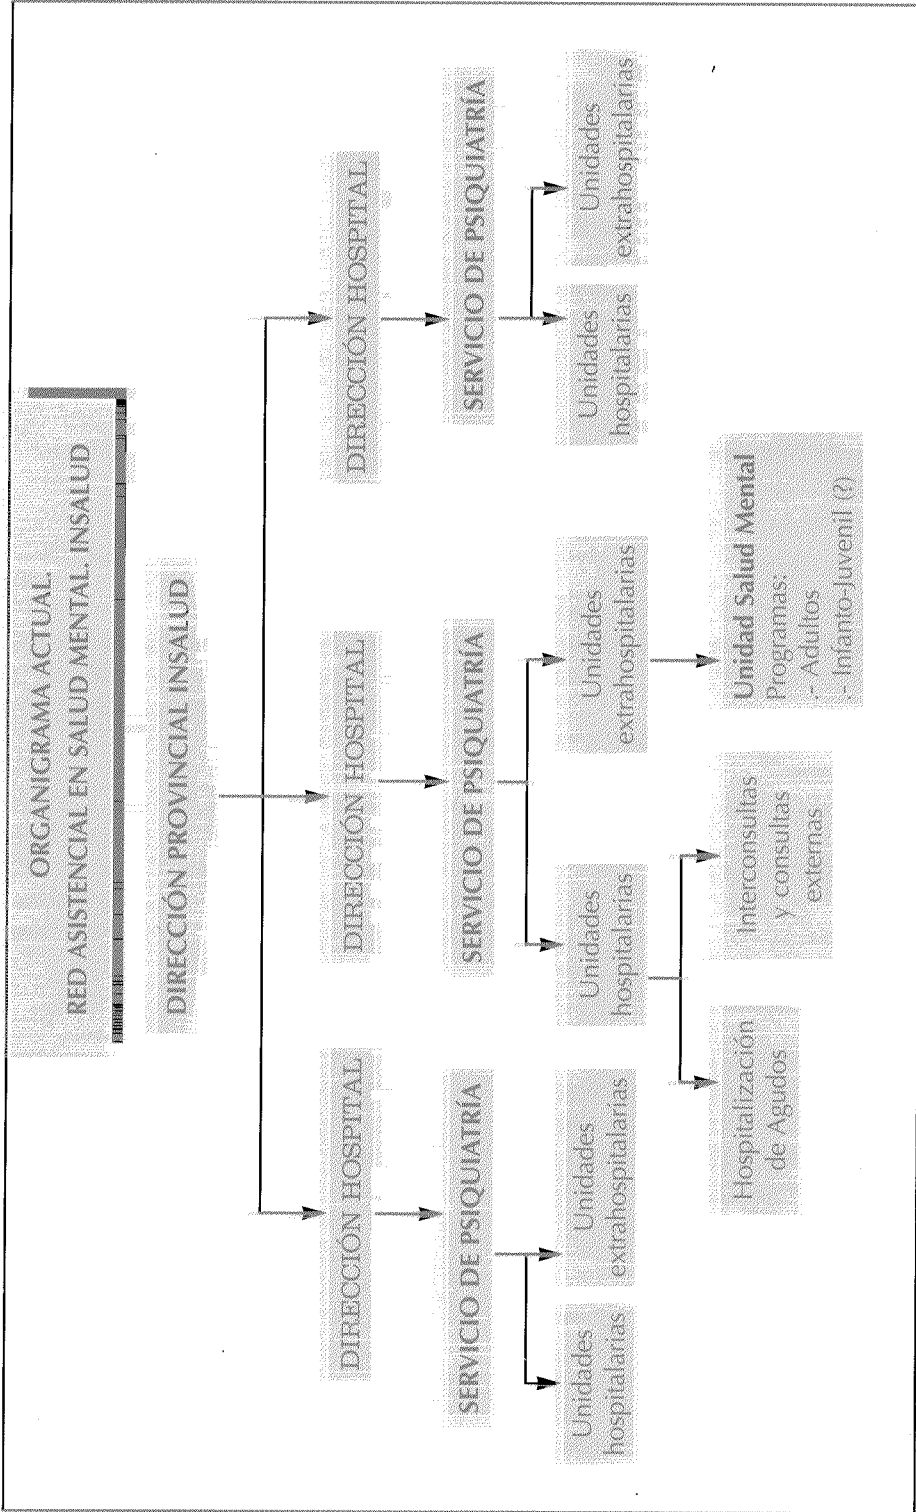 ORGANIGRAMA ACTUAL.
RED ASISTENCIAL EN SALUD MENTAL. INSALUD
DIRECCIÓN PROVINCIAL INSALUD
DIRECCIÓN HOSPITAL
DIRECCIÓN HOSPITAL
DIRECCIÓN HOSPITAL
SERVICIO DE PSIQUIATRÍA
SERVICIO DE PSIQUIATRÍA
SERVICIO DE PSIQUIATRÍA
Unidades
hospitalarias
Unidades
extrahospitalarias
Unidades
hospitalarias
Unidades
extrahospitalarias
Unidades
hospitalarias
Unidades
extrahospitalarias
Hospitalización
de Agudos
Interconsultas
y consultas
externas
Unidad Salud Mental
Programas:
.- Adultos
.- Infanto-Juvenil (?)